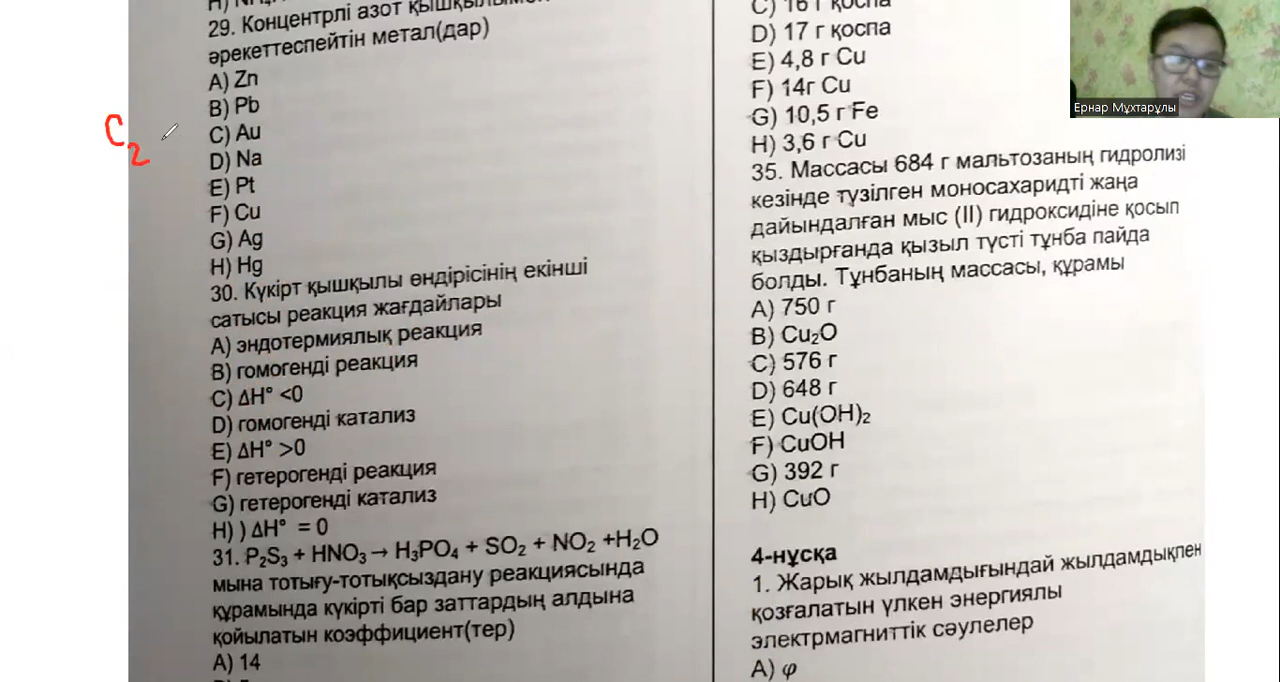 29. Концентрлі азот
әрекеттеспейтін метал(дар)
A) Zn
B) Pb
C) Au
D) Na
E) Pt
F) Cu
G) Ag
H) Hg
30. Күкірт қышқылы өндірісінің екінші
сатысы реакция жағдайлары
A) эндотермиялық реакция
B) гомогенді реакция
C) ΔH° <0
D) гомогенді катализ
E) ΔH° >0
F) гетерогенді реакция
G) гетерогенді катализ
H) ) ΔH° = 0
31. P₂S₃ + HNO₃ → H₃PO₄ + SO₂ + NO₂ +H₂O
мына тотығу-тотықсыздану реакциясында
құрамында күкірті бар заттардың алдына
қойылатын коэффициент(тер)
A) 14
C₂
C) 16 г қоспа
D) 17 г қоспа
E) 4,8 г Cu
F) 14г Cu
G) 10,5 г Fe
H) 3,6 г Cu
35. Массасы 684 г мальтозаның гидролизі
кезінде түзілген моносахаридті жаңа
дайындалған мыс (II) гидроксидіне қосып
қыздырғанда қызыл түсті тұнба пайда
болды. Тұнбаның массасы, құрамы
A) 750 г
B) Cu₂O
C) 576 г
D) 648 г
E) Cu(OH)₂
F) CuOH
G) 392 г
H) CuO
4-нұсқа
1. Жарық жылдамдығындай жылдамдықпен
қозғалатын үлкен энергиялы
электрмагниттік сәулелер
A) φ
Ернар Мұхтарұлы